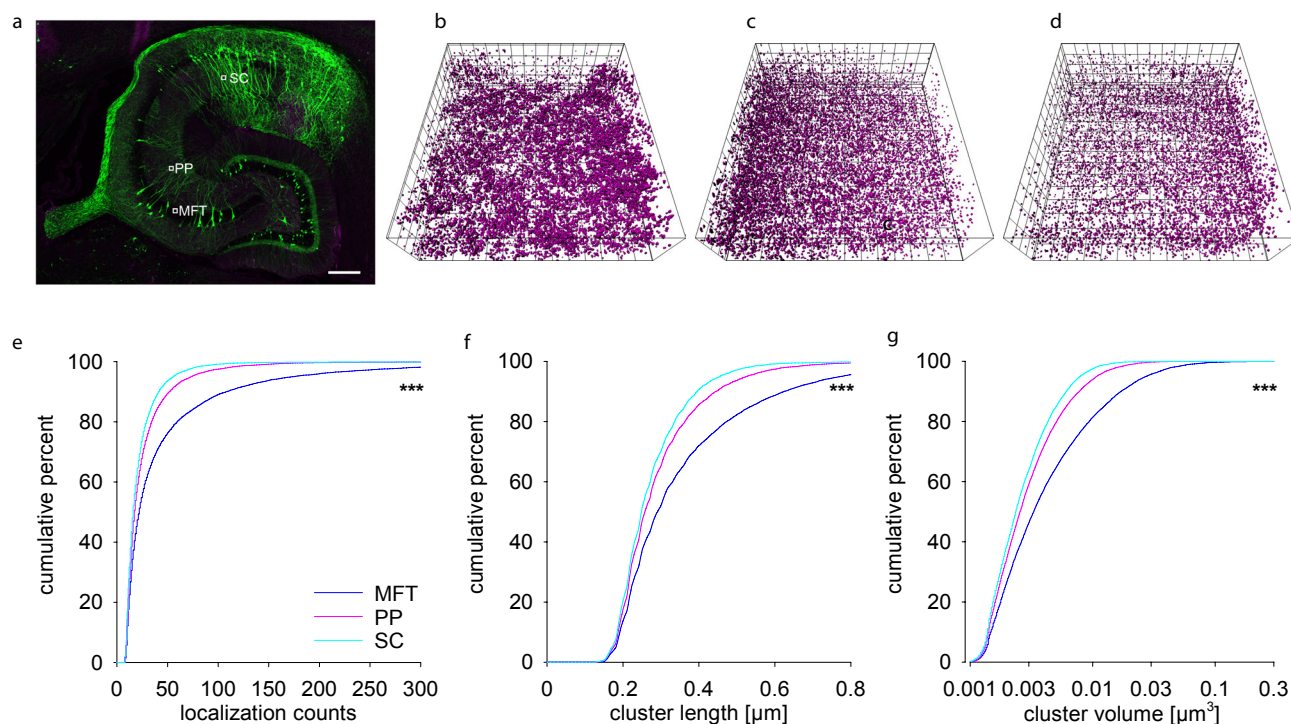 a
b
c
d
SC
PP
MFT
C
e
100
80
60
40
20
0
cumulative percent
***
MFT
PP
SC
0 50 100 150 200 250 300
localization counts
f
100
80
60
40
20
0
cumulative percent
***
0 0.2 0.4 0.6 0.8
cluster length [µm]
g
100
80
60
40
20
0
cumulative percent
***
0.001 0.003 0.01 0.03 0.1 0.3
cluster volume [µm³]